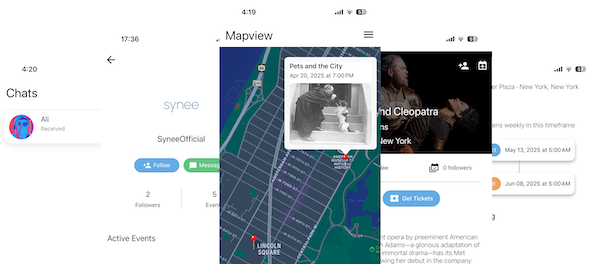 4:20
Chats
Ali
Received
17:36
synee
SyneeOfficial
Follow
Messag
2
Followers
5
Even
Active Events
4:19
Mapview
Pets and the City
Apr 20, 2025 at 7:00 PM
AMERICAN
MUSEUM OF
NATURAL
HISTORY
LINCOLN
SQUARE
nd Cleopatra
ns
New York
lee
0 followers
Get Tickets
nt opera by preeminent American
n Adams—a glorious adaptation of
immortal drama—has its Met
wing her debut in the company
er Plaza - New York, New York
ens weekly in this timeframe
May 13, 2025 at 5:00 AM
Jun 08, 2025 at 5:00 AM
g